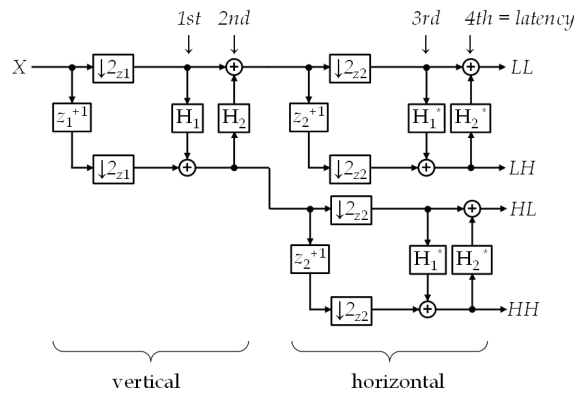 1st 2nd 3rd 4th = latency
↓ ↓ ↓ ↓
X ↓2z1 ⊕ ↓2z2 ⊕ LL
z1+1 H1 H2 z2+1 H1* H2*
↓2z1 ⊕ ↓2z2 ⊕ LH
↓2z2 ⊕ HL
z2+1 H1* H2*
↓2z2 ⊕ HH
vertical horizontal